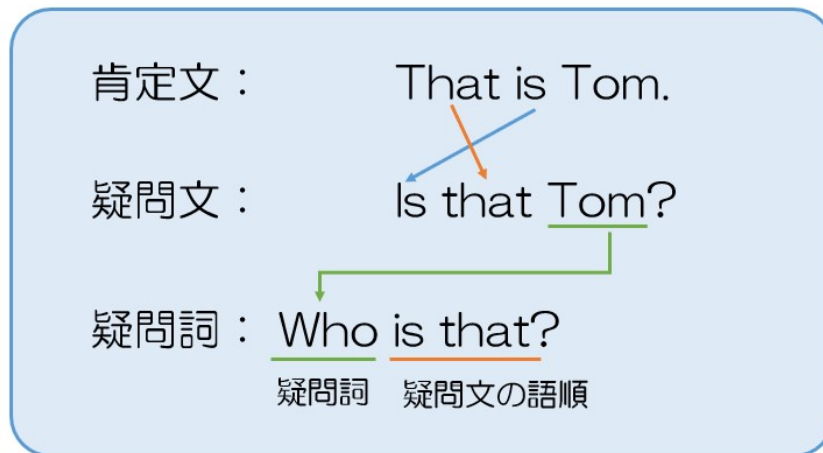 肯定文： That is Tom.
疑問文： Is that Tom?
疑問詞： Who is that?
疑問詞 疑問文の語順